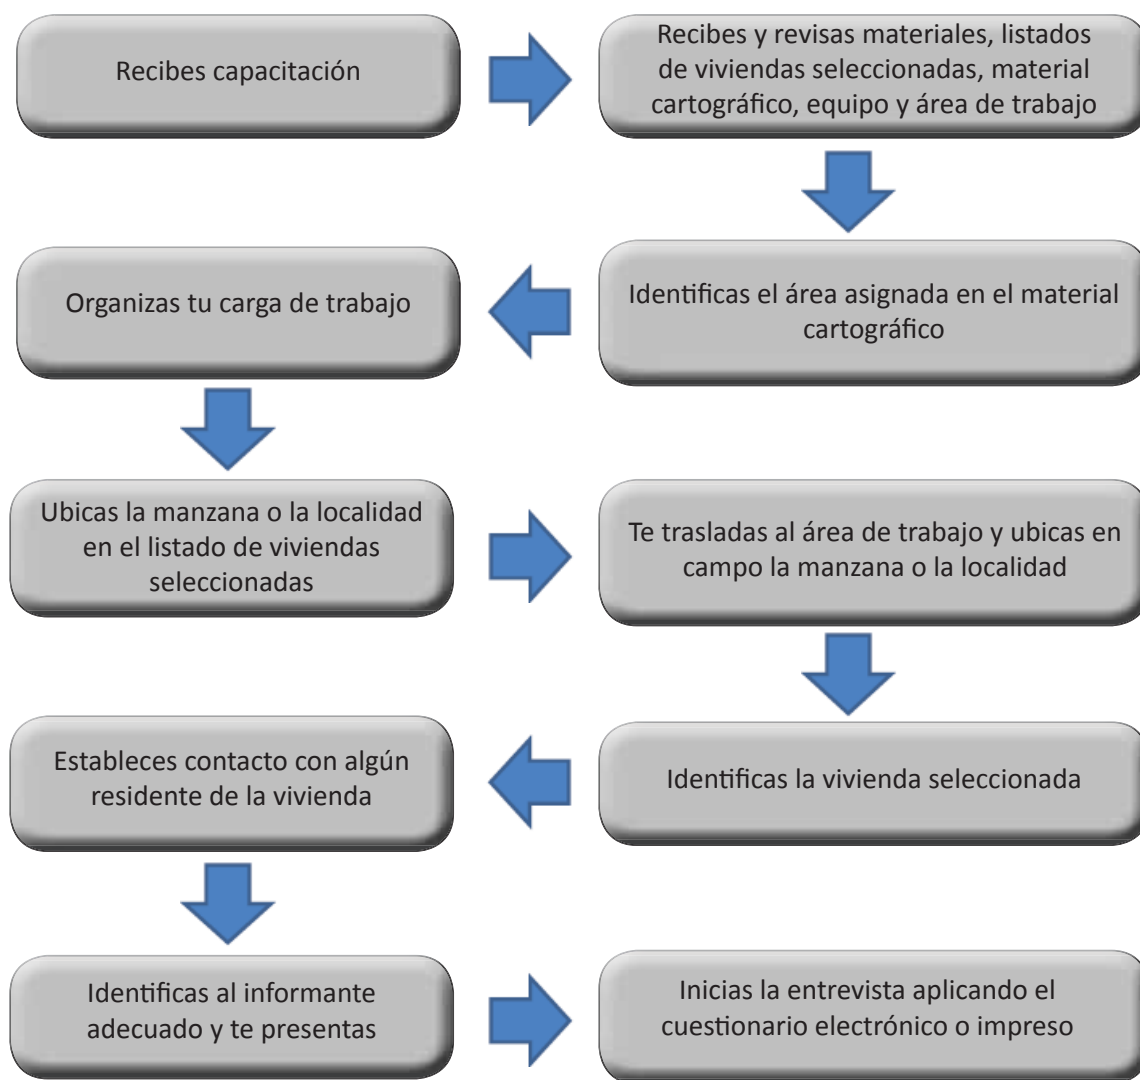 Recibes capacitación
Recibes y revisas materiales, listados
de viviendas seleccionadas, material
cartográfico, equipo y área de trabajo
Identificas el área asignada en el material
cartográfico
Organizas tu carga de trabajo
Ubicas la manzana o la localidad
en el listado de viviendas
seleccionadas
Te trasladas al área de trabajo y ubicas en
campo la manzana o la localidad
Identificas la vivienda seleccionada
Estableces contacto con algún
residente de la vivienda
Identificas al informante
adecuado y te presentas
Inicias la entrevista aplicando el
cuestionario electrónico o impreso